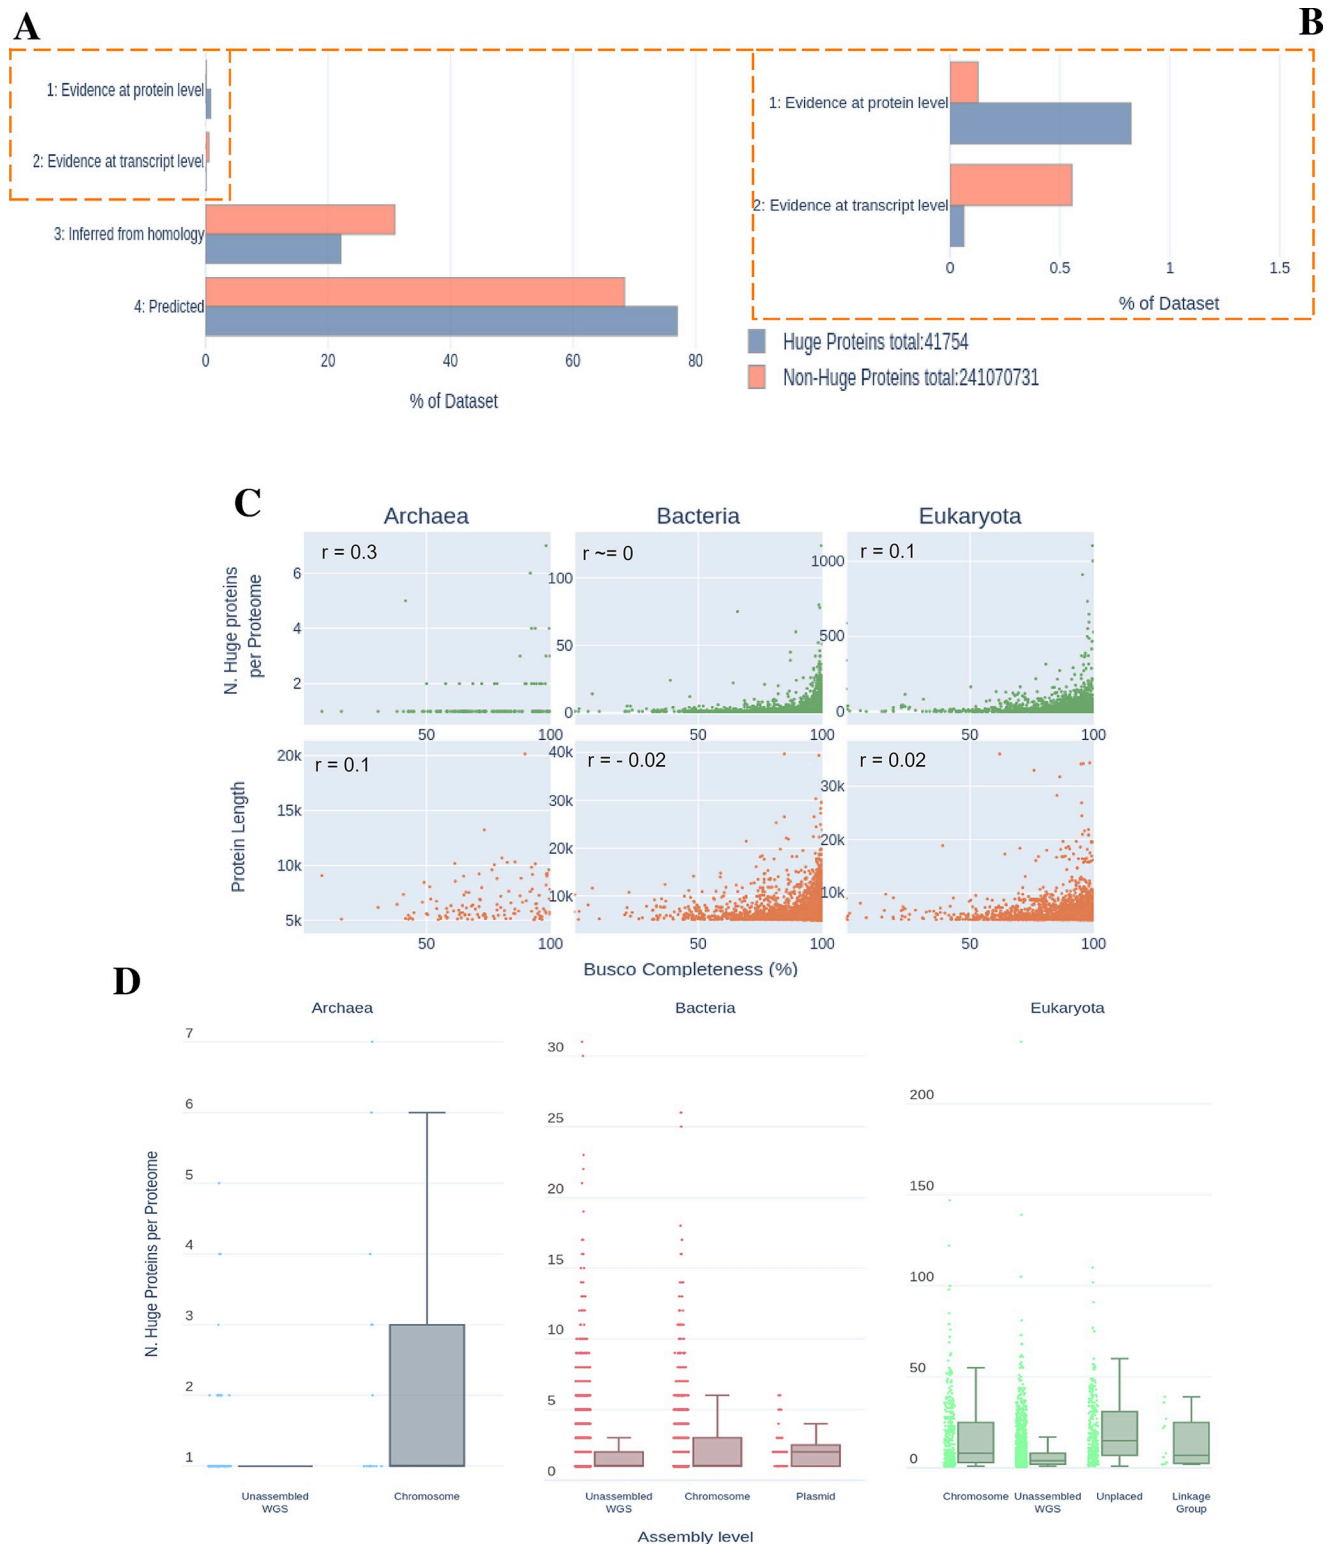 A
B
1: Evidence at protein level
2: Evidence at transcript level
3: Inferred from homology
4: Predicted
0 20 40 60 80
% of Dataset
1: Evidence at protein level
2: Evidence at transcript level
0 0.5 1 1.5
% of Dataset
Huge Proteins total:41754
Non-Huge Proteins total:241070731
C
Archaea Bacteria Eukaryota
N. Huge proteins
per Proteome
r = 0.3
6
4
2
50 100
r ~= 0
100
50
0
50 100
r = 0.1
1000
500
0
50 100
Protein Length
r = 0.1
20k
15k
10k
5k
50 100
r = - 0.02
40k
30k
20k
10k
50 100
r = 0.02
30k
20k
10k
50 100
Busco Completeness (%)
D
Archaea Bacteria Eukaryota
N. Huge Proteins per Proteome
7
6
5
4
3
2
1
Unassembled
WGS
Chromosome
30
25
20
15
10
5
0
Unassembled
WGS
Chromosome
Plasmid
200
150
100
50
0
Chromosome
Unassembled
WGS
Unplaced
Linkage
Group
Assembly level